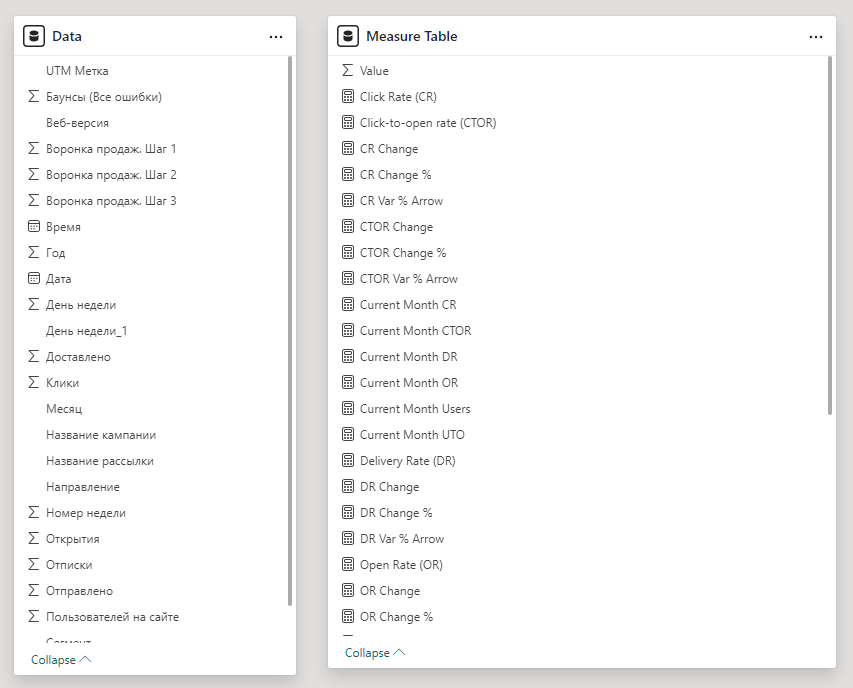 Data
UTM Метка
Баунсы (Все ошибки)
Веб-версия
Воронка продаж. Шаг 1
Воронка продаж. Шаг 2
Воронка продаж. Шаг 3
Время
Год
Дата
День недели
День недели_1
Доставлено
Клики
Месяц
Название кампании
Название рассылки
Направление
Номер недели
Открытия
Отписки
Отправлено
Пользователей на сайте
Сегмент
Collapse
Measure Table
Value
Click Rate (CR)
Click-to-open rate (CTOR)
CR Change
CR Change %
CR Var % Arrow
CTOR Change
CTOR Change %
CTOR Var % Arrow
Current Month CR
Current Month CTOR
Current Month DR
Current Month OR
Current Month Users
Current Month UTO
Delivery Rate (DR)
DR Change
DR Change %
DR Var % Arrow
Open Rate (OR)
OR Change
OR Change %
Collapse